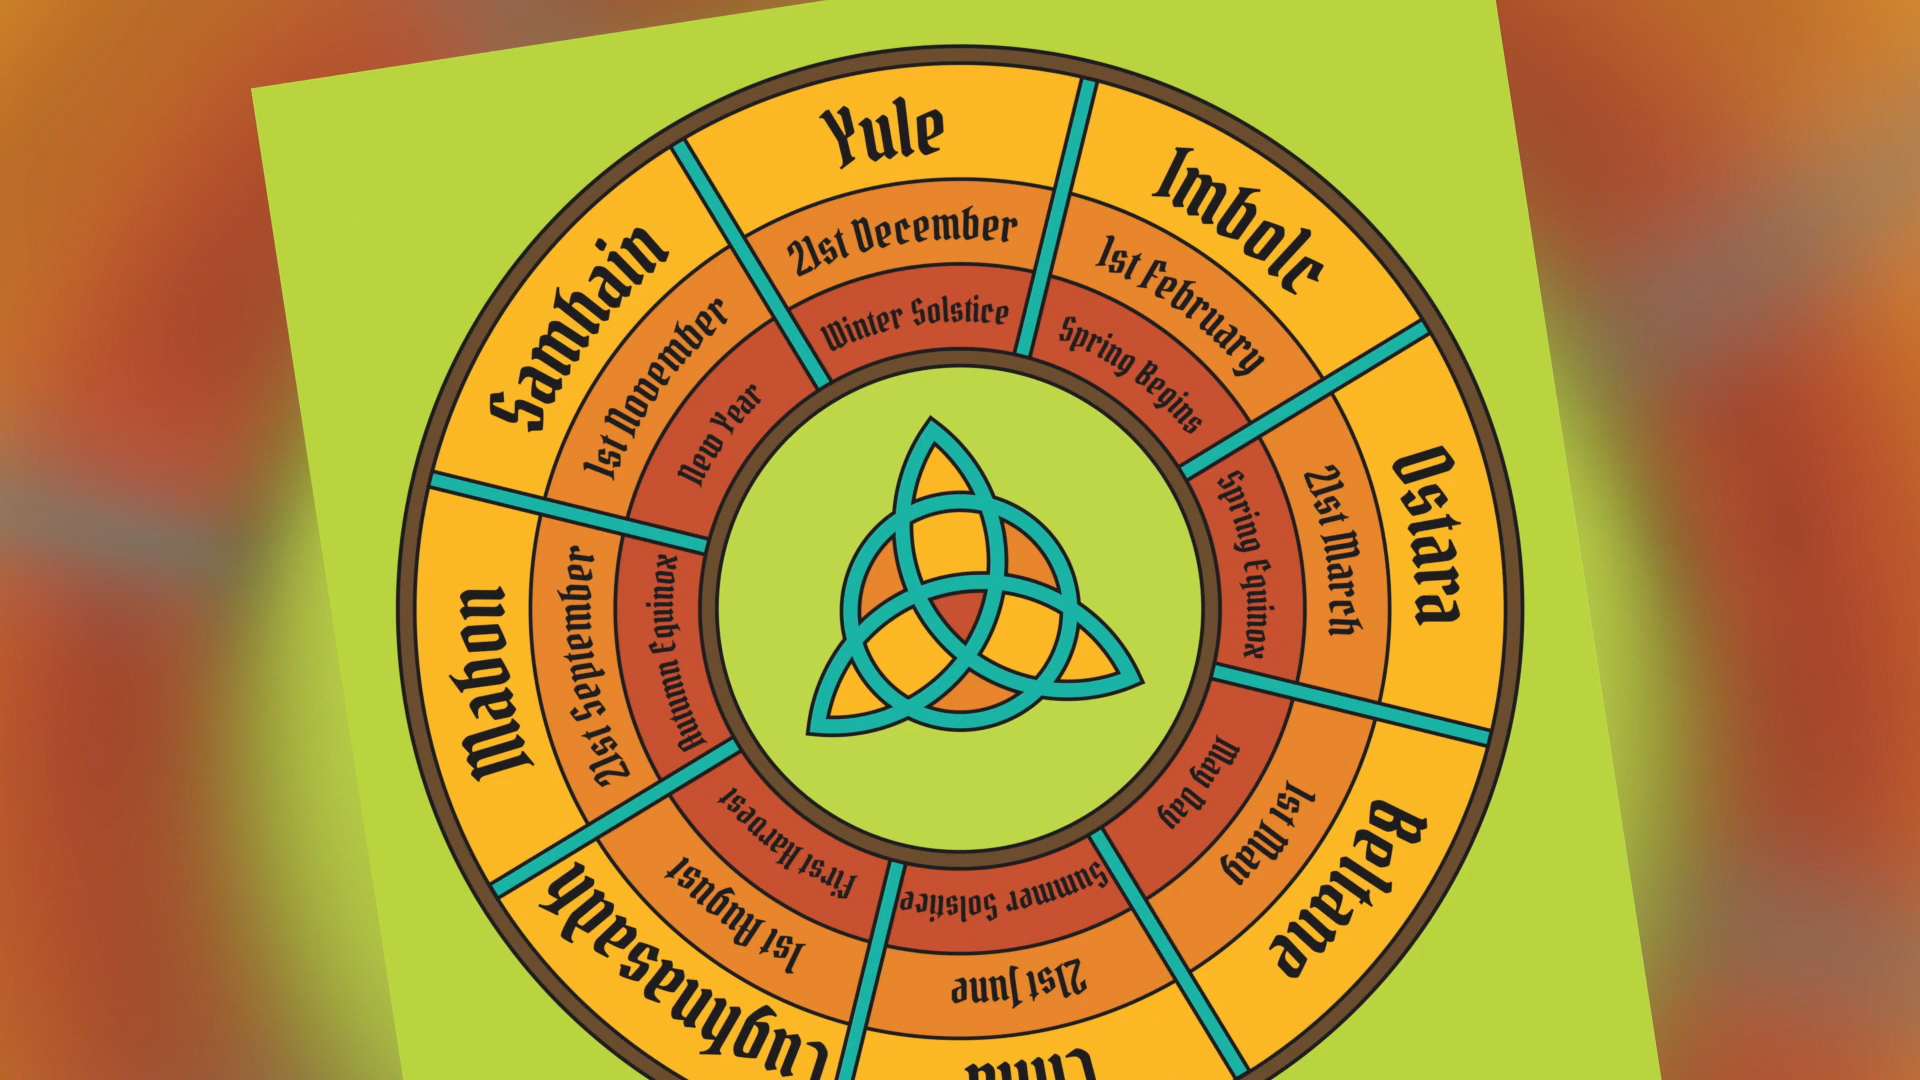 Yule
21st December
Winter Solstice
Imbolc
1st February
Spring Begins
Ostara
21st March
Spring Equinox
Beltane
1st May
May Day
21st June
Summer Solstice
Lughnasadh
1st August
First Harvest
Mabon
21st September
Autumn Equinox
Samhain
1st November
New Year